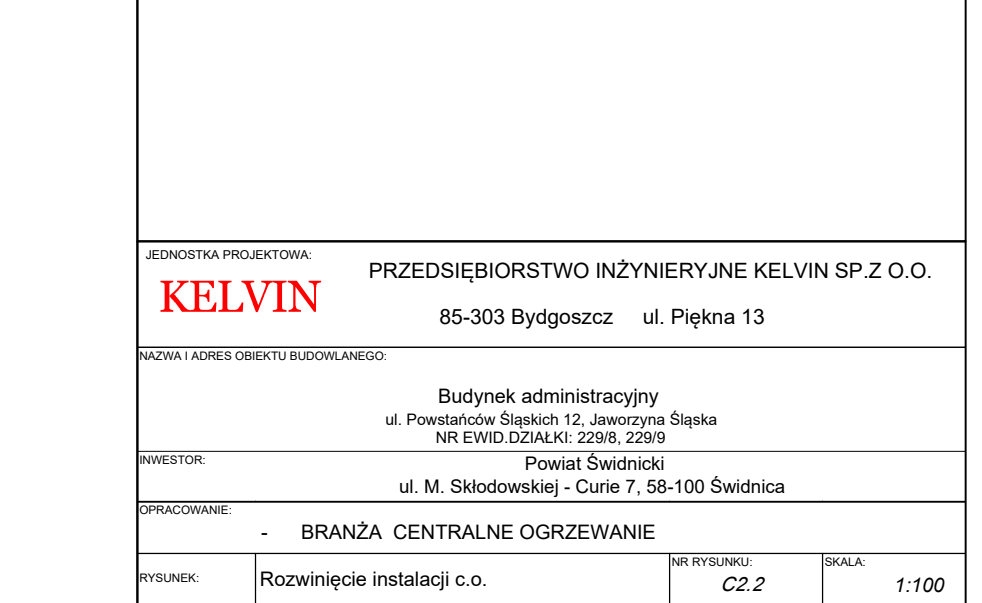 JEDNOSTKA PROJEKTOWA:
KELVIN
PRZEDSIĘBIORSTWO INŻYNIERYJNE KELVIN SP.Z O.O.
85-303 Bydgoszcz ul. Piękna 13
NAZWA I ADRES OBIEKTU BUDOWLANEGO:
Budynek administracyjny
ul. Powstańców Śląskich 12, Jaworzyna Śląska
NR EWID.DZIAŁKI: 229/8, 229/9
INWESTOR:
Powiat Świdnicki
ul. M. Skłodowskiej - Curie 7, 58-100 Świdnica
OPRACOWANIE:
- BRANŻA CENTRALNE OGRZEWANIE
RYSUNEK:
Rozwinięcie instalacji c.o.
NR RYSUNKU:
C2.2
SKALA:
1:100